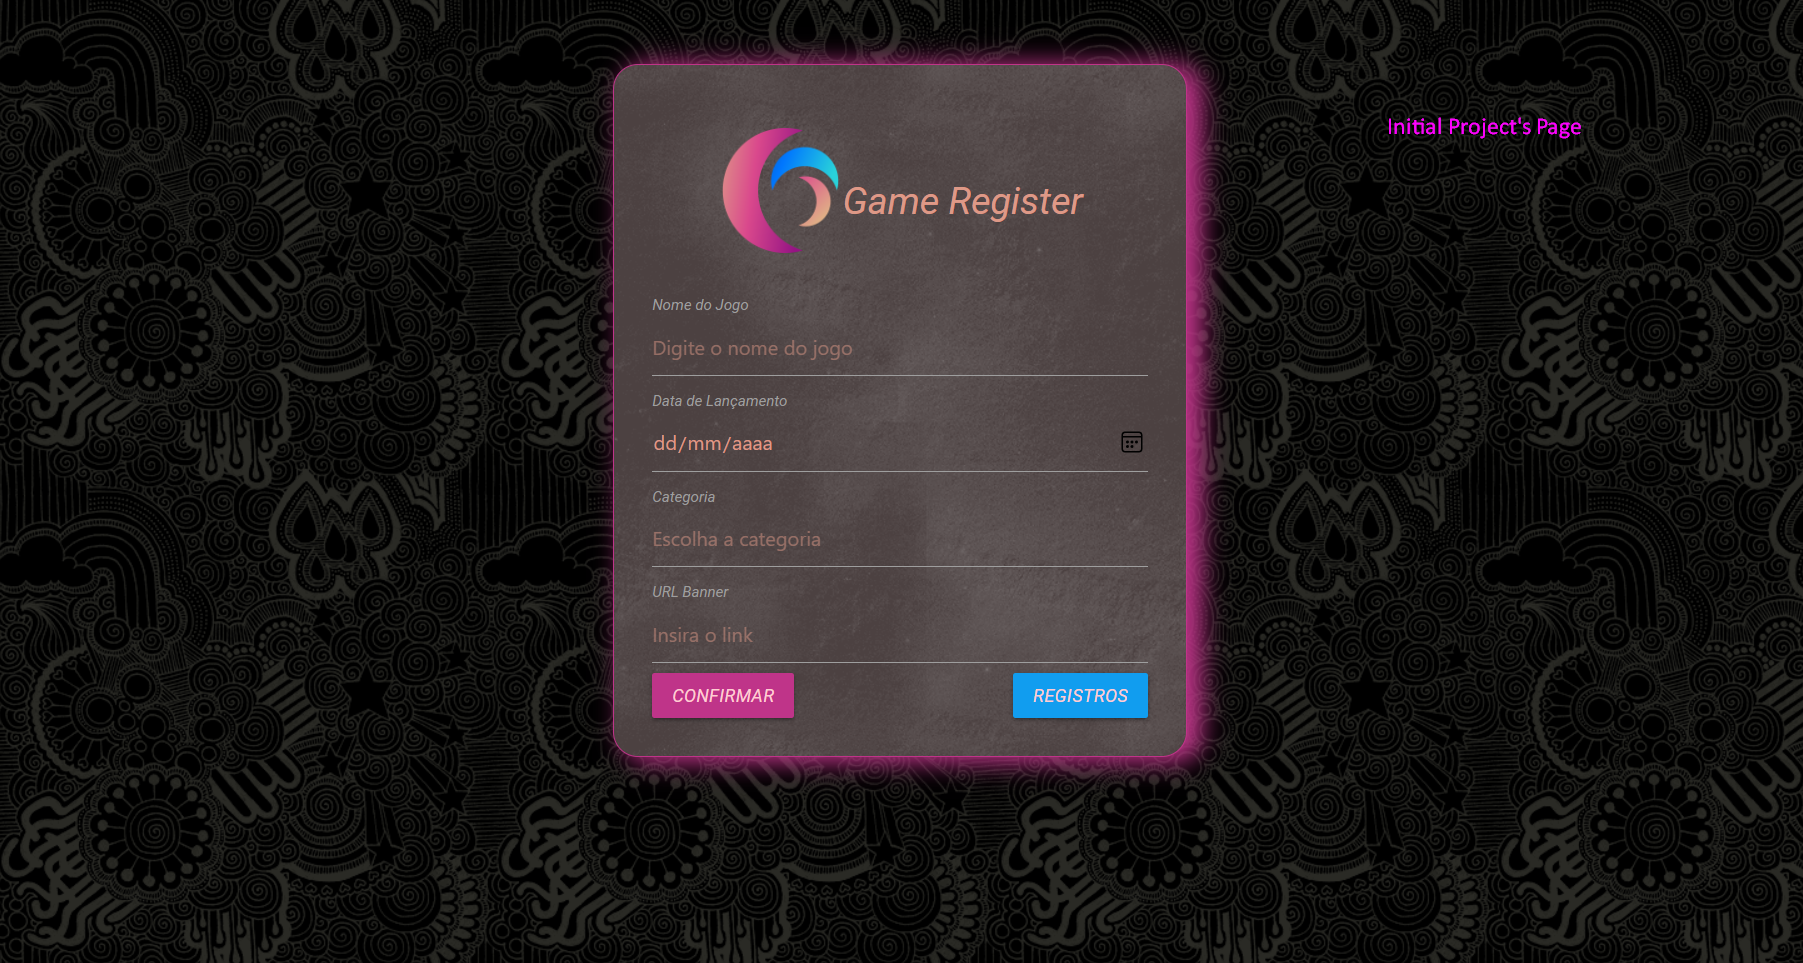 Initial Project's Page
Game Register
Nome do Jogo
Digite o nome do jogo
Data de Lançamento
dd/mm/aaaa
Categoria
Escolha a categoria
URL Banner
Insira o link
CONFIRMAR
REGISTROS